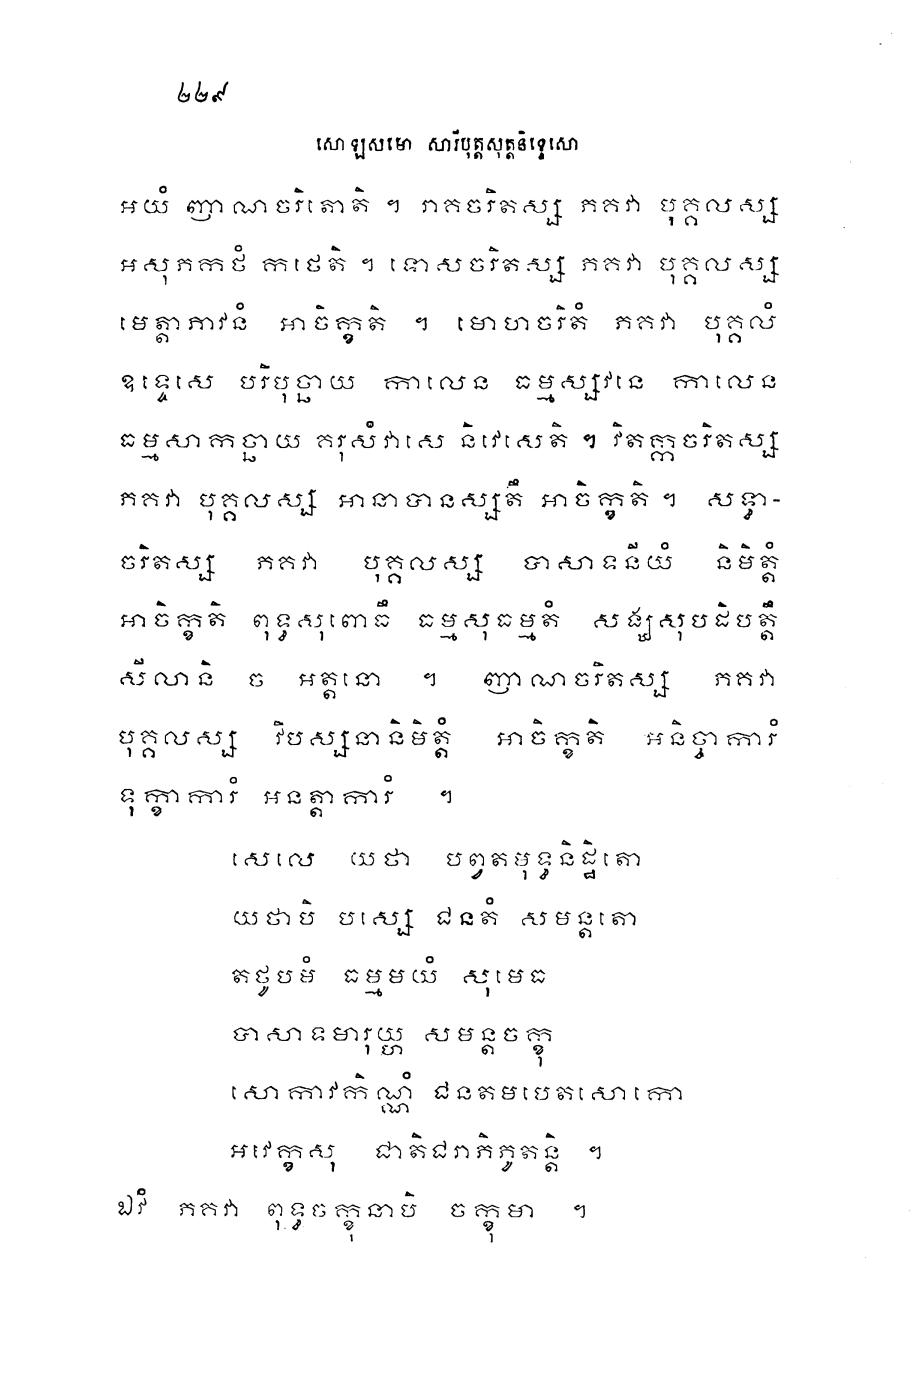 ២២៩
សោឡសមោ សារីបុត្តសុត្តនិទ្ទេសោ
អយំ ញាណចរិតោតិ ។ រាគចរិតស្ស ភគវា បុគ្គលស្ស
អសុភកថំ កថេតិ ។ ទោសចរិតស្ស ភគវា បុគ្គលស្ស
មេត្តាភាវនំ អាចិក្ខតិ ។ មោហចរិតំ ភគវា បុគ្គលំ
ឧទ្ទេសេ បរិបុច្ឆាយ កាលេន ធម្មស្សវនេ កាលេន
ធម្មសាកច្ឆាយ គរុសំវាសេ និវេសេតិ ។ វិតក្កចរិតស្ស
ភគវា បុគ្គលស្ស អានាបានស្សតឹ អាចិក្ខតិ ។ សទ្ធា-
ចរិតស្ស ភគវា បុគ្គលស្ស បាសាទនីយំ និមិត្តំ
អាចិក្ខតិ ពុទ្ធសុពោធឹ ធម្មសុធម្មតំ សង្ឃសុបដិបត្តឹ
សីលានិ ច អត្តនោ ។ ញាណចរិតស្ស ភគវា
បុគ្គលស្ស វិបស្សនានិមិត្តំ អាចិក្ខតិ អនិច្ចាការំ
ទុក្ខាការំ អនត្តាការំ ។
សេលេ យថា បព្វតមុទ្ធនិដ្ឋិតោ
យថាបិ បស្សេ ជនតំ សមន្តតោ
តថូបមំ ធម្មមយំ សុមេធ
បាសាទមារុយ្ហ សមន្តចក្ខុ
សោកាវកិណ្ណំ ជនតមបេតសោកោ
អវេក្ខសុ ជាតិជរាភិភូតន្តិ ។
ឯវំ ភគវា ពុទ្ធចក្ខុនាបិ ចក្ខុមា ។